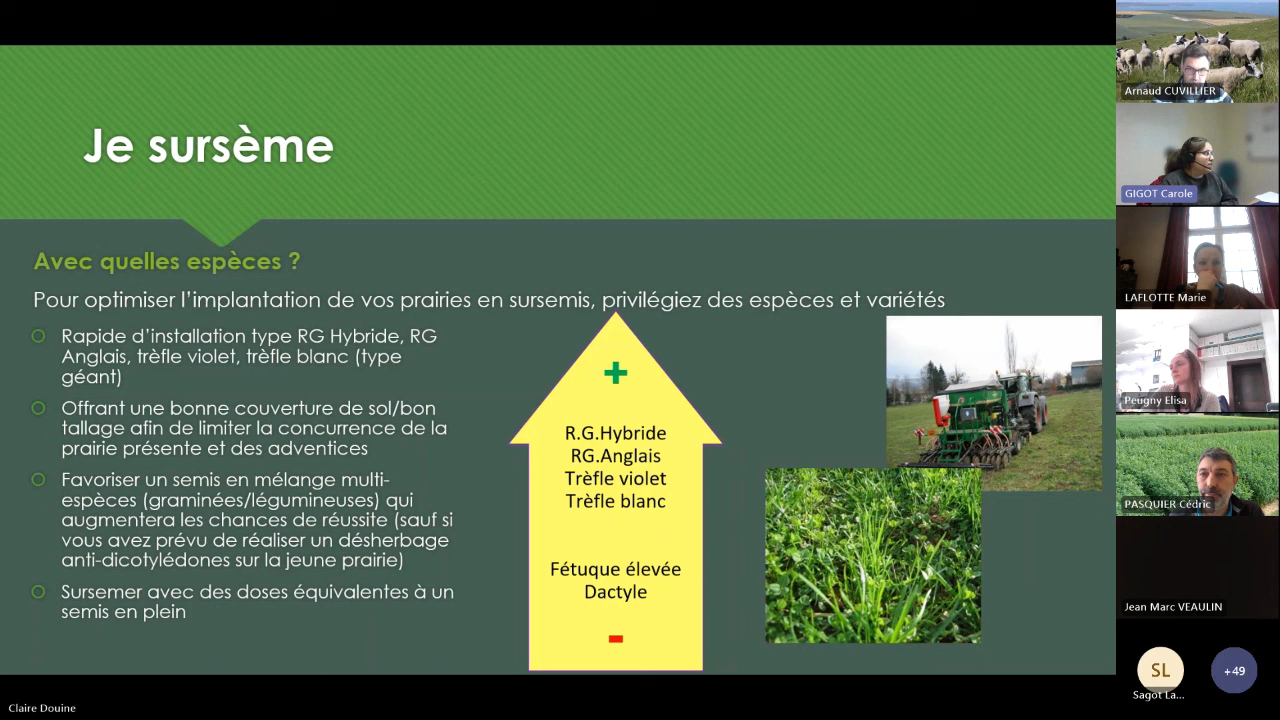 Je sursème
Avec quelles espèces ?
Pour optimiser l'implantation de vos prairies en sursemis, privilégiez des espèces et variétés
Rapide d'installation type RG Hybride, RG
Anglais, trèfle violet, trèfle blanc (type
géant)
Offrant une bonne couverture de sol/bon
tallage afin de limiter la concurrence de la
prairie présente et des adventices
Favoriser un semis en mélange multi-
espèces (graminées/légumineuses) qui
augmentera les chances de réussite (sauf si
vous avez prévu de réaliser un désherbage
anti-dicotylédones sur la jeune prairie)
Sursemer avec des doses équivalentes à un
semis en plein
+
R.G.Hybride
RG.Anglais
Trèfle violet
Trèfle blanc
Fétuque élevée
Dactyle
-
Arnaud CUVILLIER
GIGOT Carole
LAFLOTTE Marie
Peugny Elisa
PASQUIER Cédric
Jean Marc VEAULIN
SL
Sagot La...
+49
Claire Douine